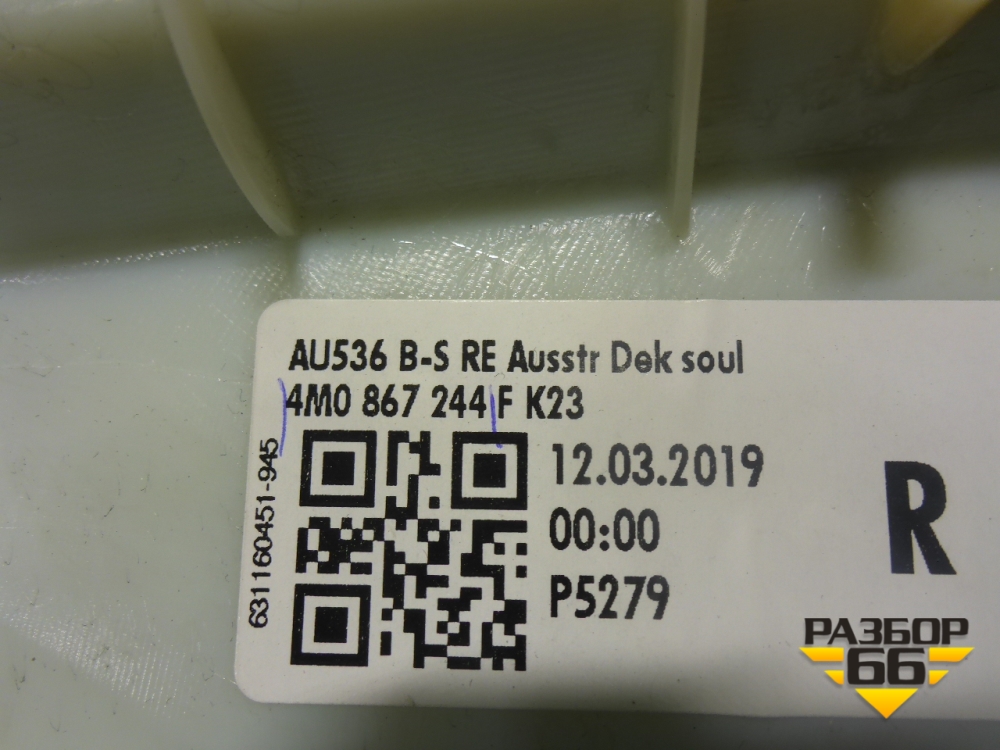 AU536 B-S RE Ausstr Dek soul
4M0 867 244 F K23
631160451-945
12.03.2019
00:00
P5279
R
РАЗБОР
66